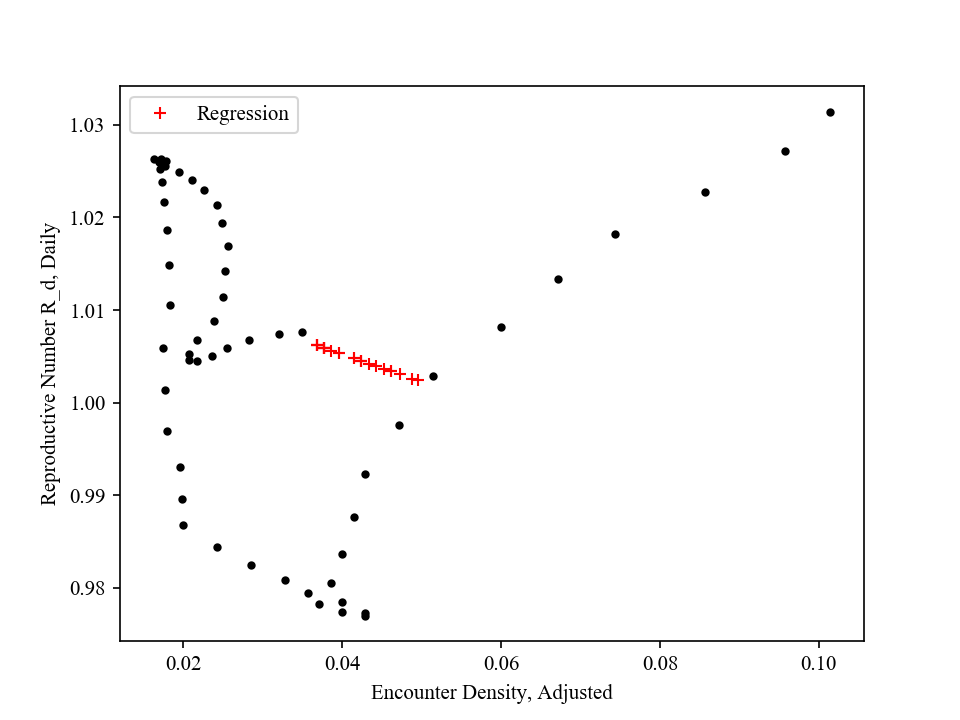 Regression
1.03
1.02
1.01
1.00
0.99
0.98
Reproductive Number R_d, Daily
0.02 0.04 0.06 0.08 0.10
Encounter Density, Adjusted